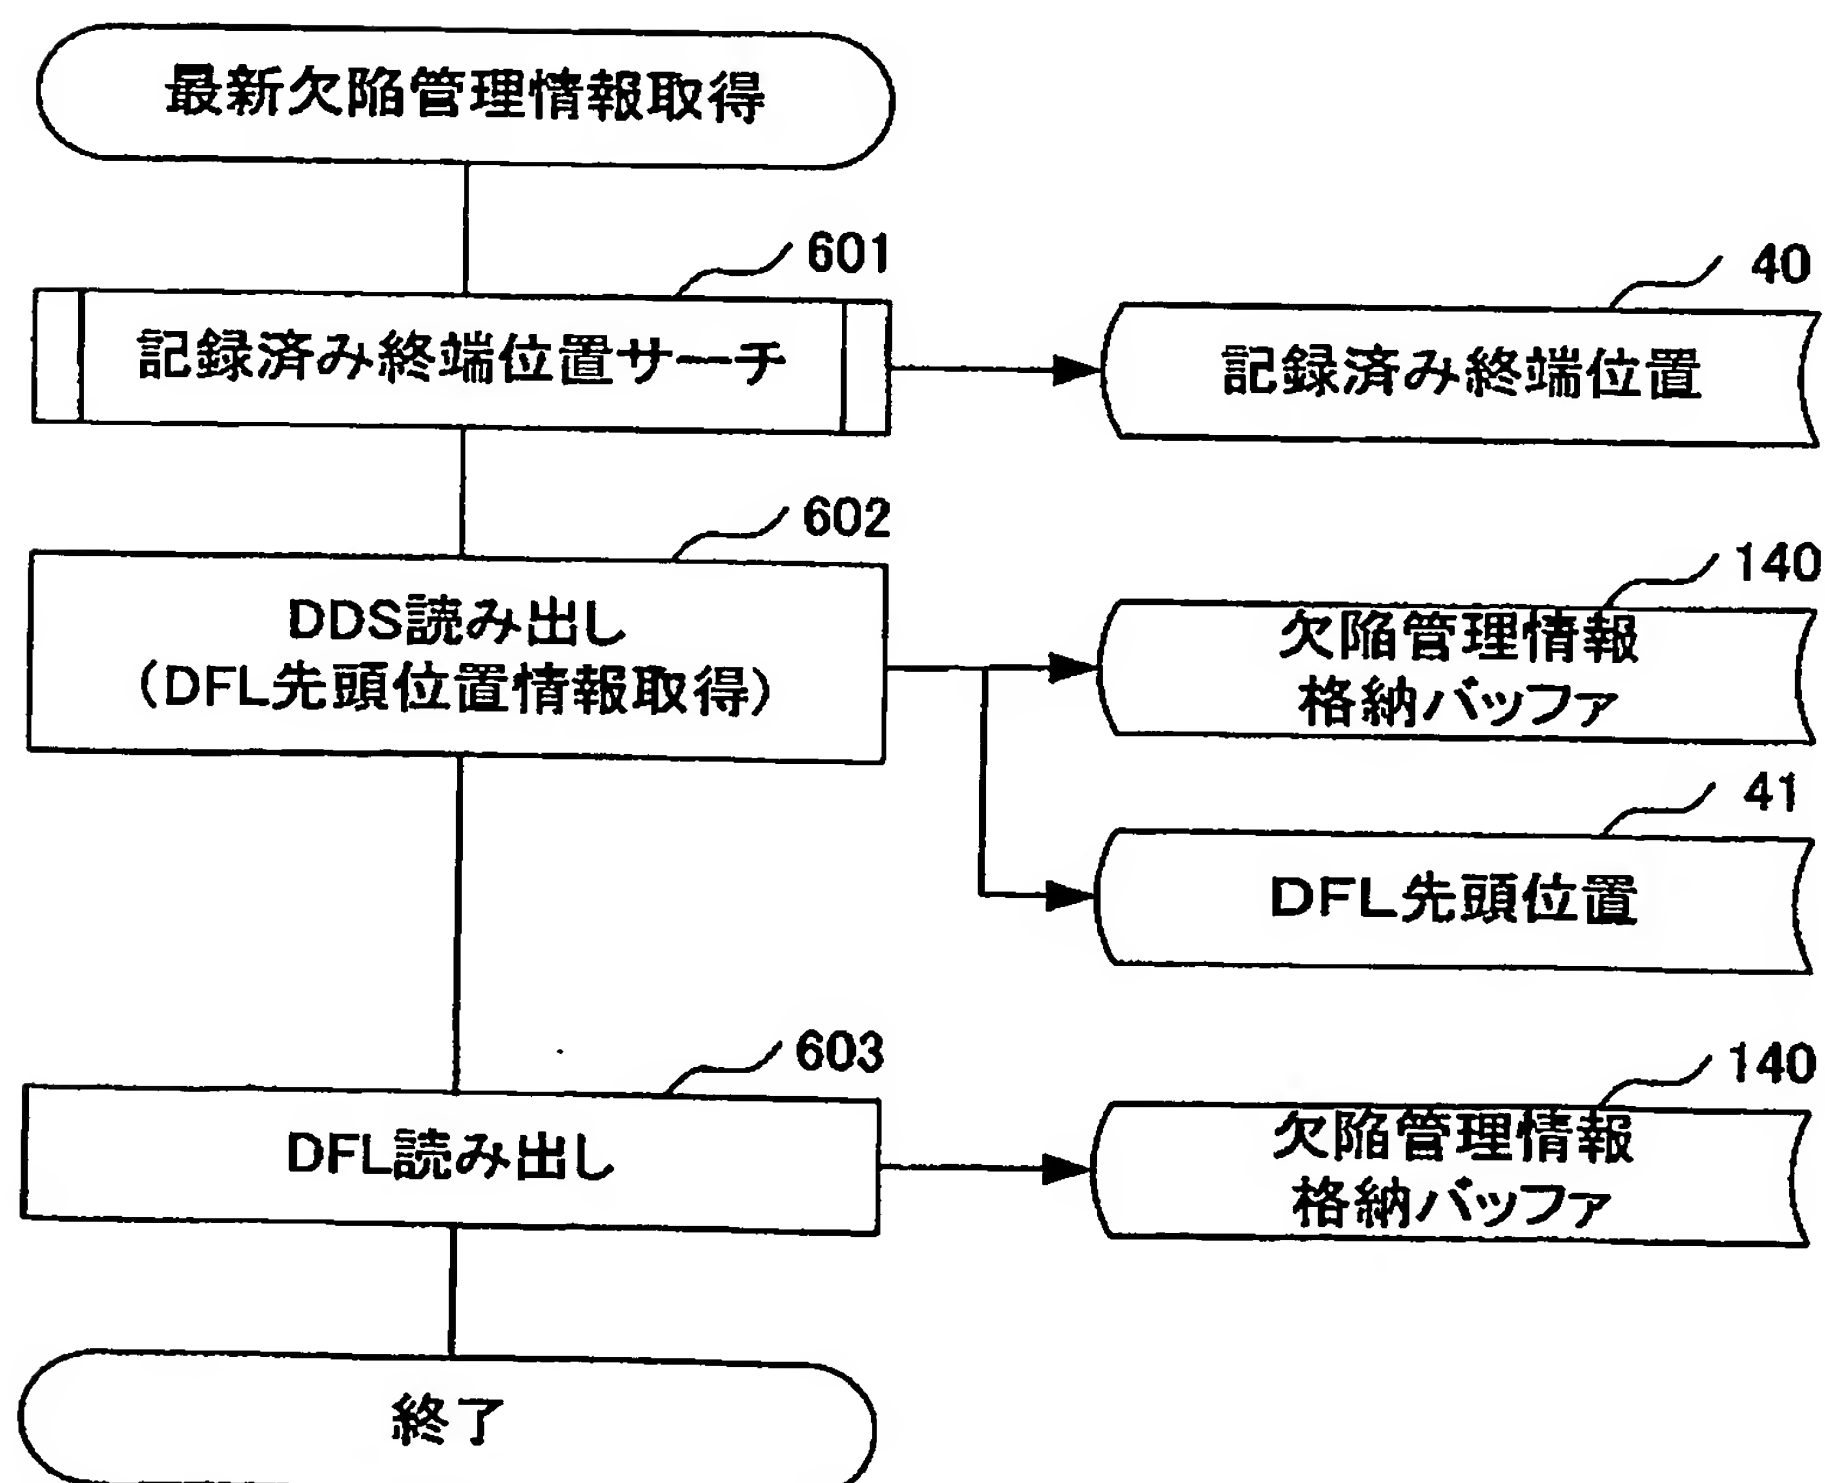 最新欠陥管理情報取得
601
記録済み終端位置サーチ
40
記録済み終端位置
602
DDS読み出し
(DFL先頭位置情報取得)
140
欠陥管理情報
格納バッファ
41
DFL先頭位置
603
DFL読み出し
140
欠陥管理情報
格納バッファ
終了